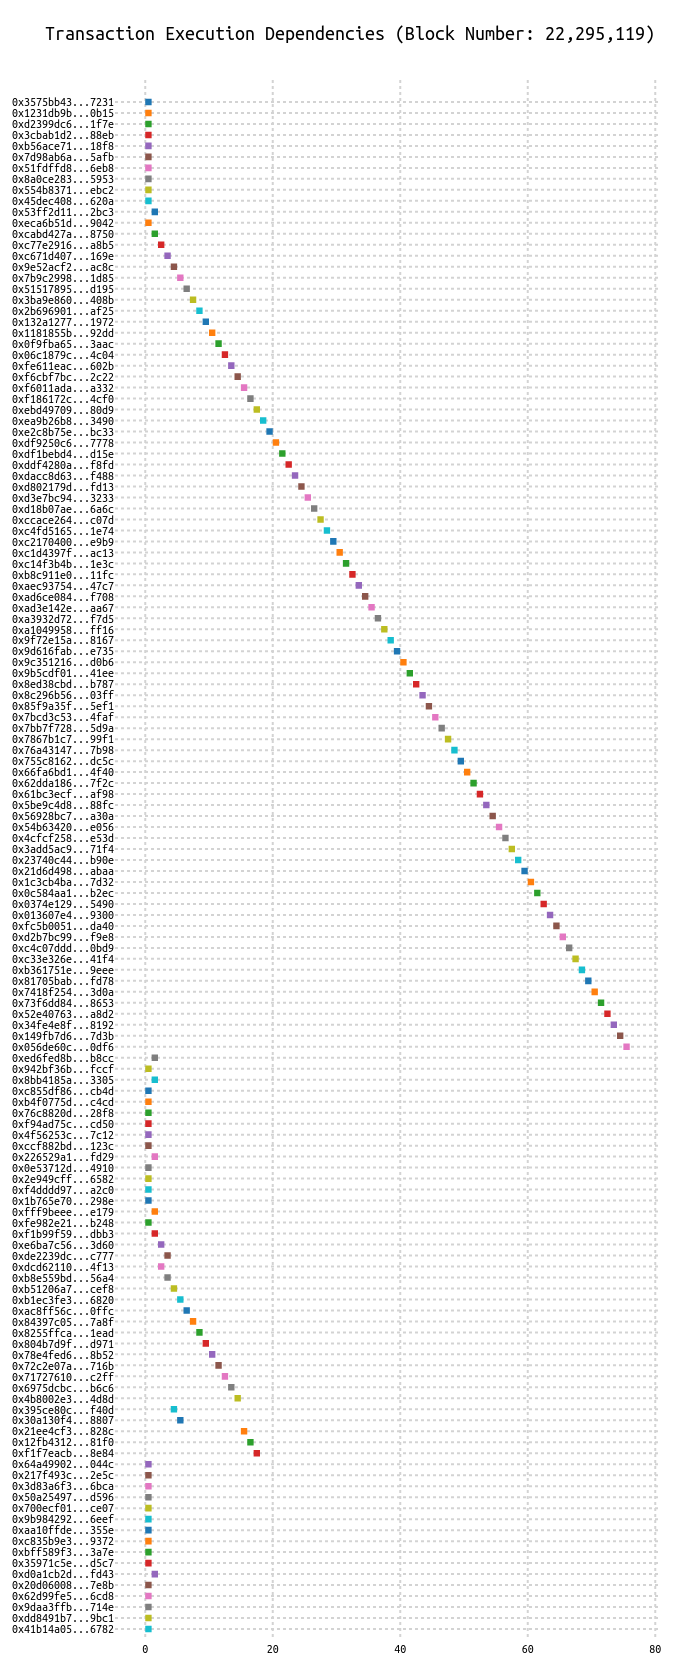 Transaction Execution Dependencies (Block Number: 22,295,119)
0x3575bb43...7231
0x1231db9b...0b15
0xd2399dc6...1f7e
0x3cbab1d2...88eb
0xb56ace71...18f8
0x7d98ab6a...5afb
0x51fdffd8...6eb8
0x8a0ce283...5953
0x554b8371...ebc2
0x45dec408...620a
0x53ff2d11...2bc3
0xeca6b51d...9042
0xcabd427a...8750
0xc77e2916...a8b5
0xc671d407...169e
0x9e52acf2...ac8c
0x7b9c2998...1d85
0x51517895...d195
0x3ba9e860...408b
0x2b696901...af25
0x132a1277...1972
0x1181855b...92dd
0x0f9fba65...3aac
0x06c1879c...4c04
0xfe611eac...602b
0xf6cbf7bc...2c22
0xf6011ada...a332
0xf186172c...4cf0
0xebd49709...80d9
0xea9b26b8...3490
0xe2c8b75e...bc33
0xdf9250c6...7778
0xdf1bebd4...d15e
0xddf4280a...f8fd
0xdacc8d63...f488
0xd802179d...fd13
0xd3e7bc94...3233
0xd18b07ae...6a6c
0xccace264...c07d
0xc4fd5165...1e74
0xc2170400...e9b9
0xc1d4397f...ac13
0xc14f3b4b...1e3c
0xb8c911e0...11fc
0xaec93754...47c7
0xad6ce084...f708
0xad3e142e...aa67
0xa3932d72...f7d5
0xa1049958...ff16
0x9f72e15a...8167
0x9d616fab...e735
0x9c351216...d0b6
0x9b5cdf01...41ee
0x8ed38cbd...b787
0x8c296b56...03ff
0x85f9a35f...5ef1
0x7bcd3c53...4faf
0x7bb7f728...5d9a
0x7867b1c7...99f1
0x76a43147...7b98
0x755c8162...dc5c
0x66fa6bd1...4f40
0x62dda186...7f2c
0x61bc3ecf...af98
0x5be9c4d8...88fc
0x56928bc7...a30a
0x54b63420...e056
0x4cfcf258...e53d
0x3add5ac9...71f4
0x23740c44...b90e
0x21d6d498...abaa
0x1c3cb4ba...7d32
0x0c584aa1...b2ec
0x0374e129...5490
0x013607e4...9300
0xfc5b0051...da40
0xd2b7bc99...f9e8
0xc4c07ddd...0bd9
0xc33e326e...41f4
0xb361751e...9eee
0x81705bab...fd78
0x7418f254...3d0a
0x73f6dd84...8653
0x52e40763...a8d2
0x34fe4e8f...8192
0x149fb7d6...7d3b
0x056de60c...0df6
0xed6fed8b...b8cc
0x942bf36b...fccf
0x8bb4185a...3305
0xc855df86...cb4d
0xb4f0775d...c4cd
0x76c8820d...28f8
0xf94ad75c...cd50
0x4f56253c...7c12
0xccf882bd...123c
0x226529a1...fd29
0x0e53712d...4910
0x2e949cff...6582
0xf4dddd97...a2c0
0x1b765e70...298e
0xfff9beee...e179
0xfe982e21...b248
0xf1b99f59...dbb3
0xe6ba7c56...3d60
0xde2239dc...c777
0xdcd62110...4f13
0xb8e559bd...56a4
0xb51206a7...cef8
0xb1ec3fe3...6820
0xac8ff56c...0ffc
0x84397c05...7a8f
0x8255ffca...1ead
0x804b7d9f...d971
0x78e4fed6...8b52
0x72c2e07a...716b
0x71727610...c2ff
0x6975dcbc...b6c6
0x4b8002e3...4d8d
0x395ce80c...f40d
0x30a130f4...8807
0x21ee4cf3...828c
0x12fb4312...81f0
0xf1f7eacb...8e84
0x64a49902...044c
0x217f493c...2e5c
0x3d83a6f3...6bca
0x50a25497...d596
0x700ecf01...ce07
0x9b984292...6eef
0xaa10ffde...355e
0xc835b9e3...9372
0xbff589f3...3a7e
0x35971c5e...d5c7
0xd0a1cb2d...fd43
0x20d06008...7e8b
0x62d99fe5...6cd8
0x9daa3ffb...714e
0xdd8491b7...9bc1
0x41b14a05...6782
0 20 40 60 80